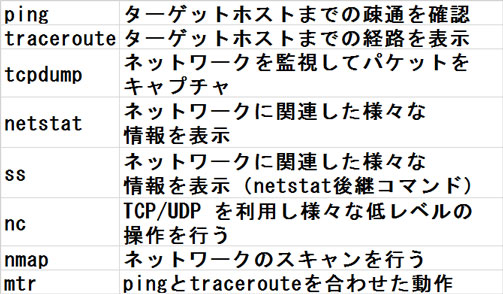 ping ターゲットホストまでの疎通を確認
traceroute ターゲットホストまでの経路を表示
tcpdump ネットワークを監視してパケットを
キャプチャ
netstat ネットワークに関連した様々な
情報を表示
ss ネットワークに関連した様々な
情報を表示（netstat後継コマンド）
nc TCP/UDP を利用し様々な低レベルの
操作を行う
nmap ネットワークのスキャンを行う
mtr pingとtracerouteを合わせた動作